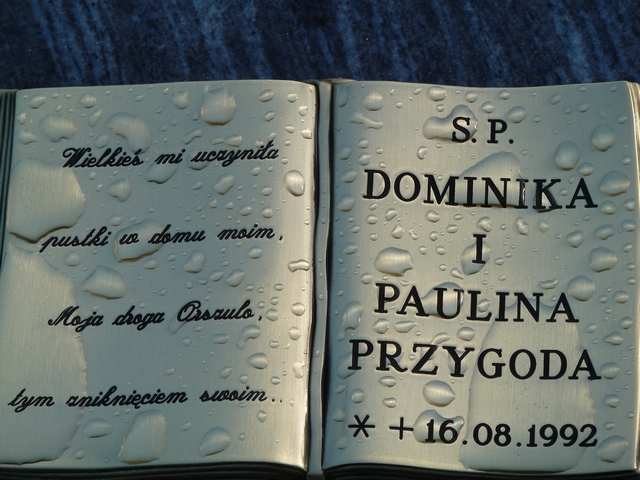 Wielkieś mi uczyniła
pustki w domu moim,
Moja droga Orszulo,
tym zniknięciem swoim..
S.P.
DOMINIKA
I
PAULINA
PRZYGODA
* + 16.08.1992